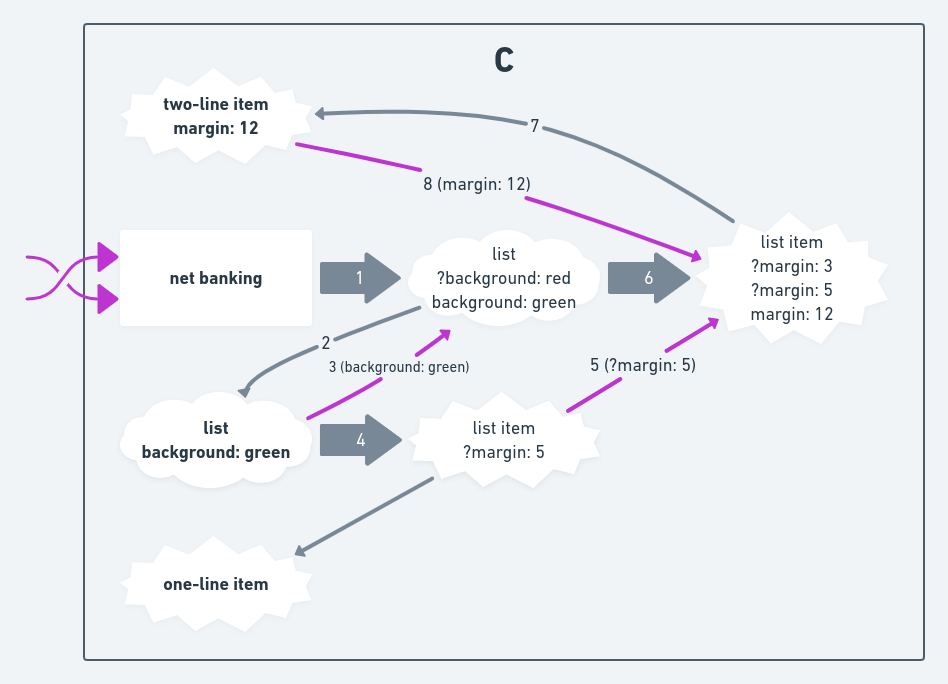 C
two-line item
margin: 12
7
8 (margin: 12)
net banking
1
list
?background: red
background: green
6
list item
?margin: 3
?margin: 5
margin: 12
2
3 (background: green)
5 (?margin: 5)
list
background: green
4
list item
?margin: 5
one-line item